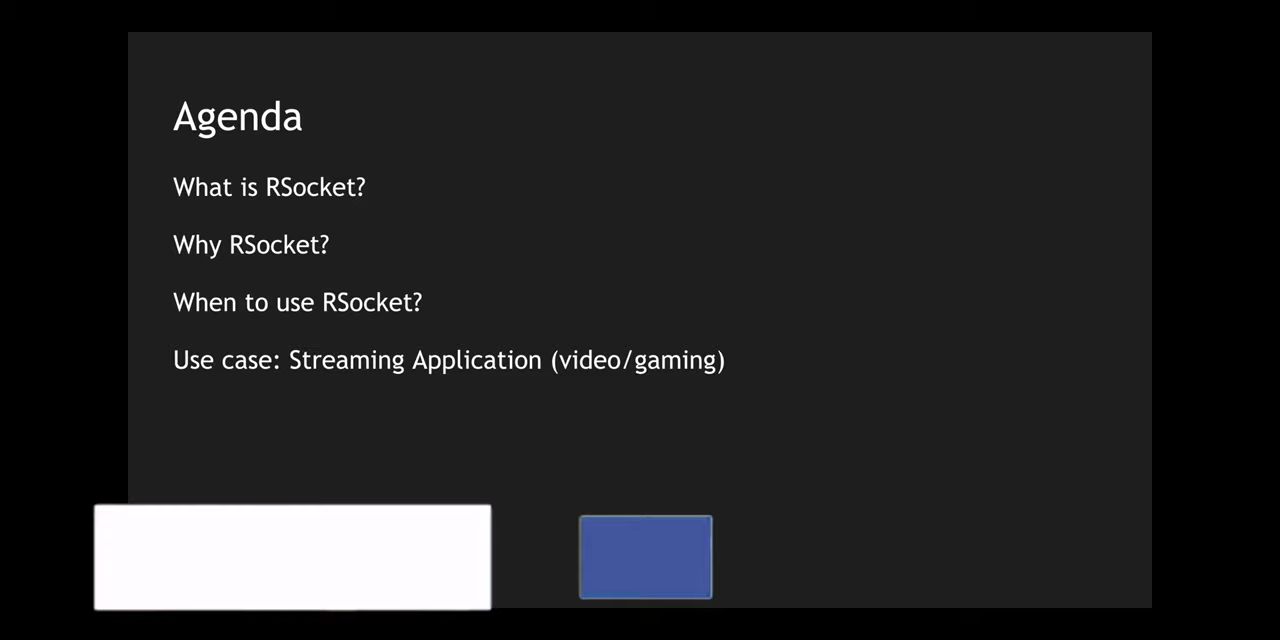 Agenda
What is RSocket?
Why RSocket?
When to use RSocket?
Use case: Streaming Application (video/gaming)